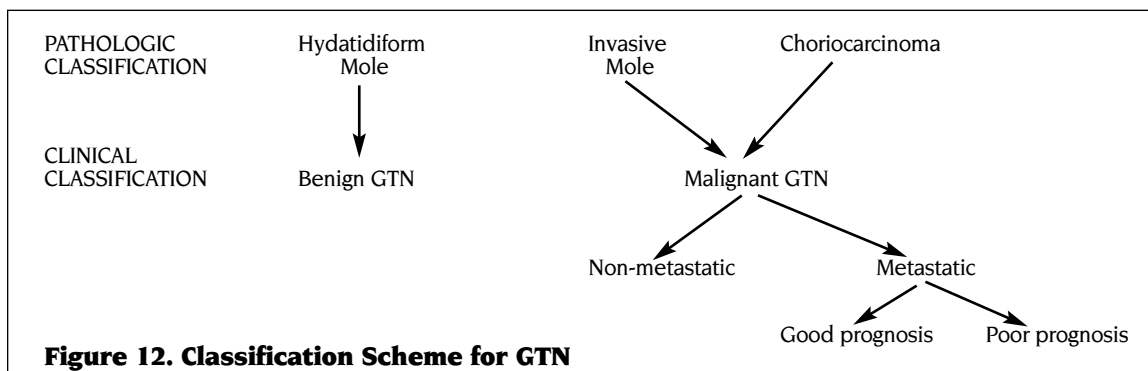 PATHOLOGIC
CLASSIFICATION
Hydatidiform
Mole
Invasive
Mole
Choriocarcinoma
CLINICAL
CLASSIFICATION
Benign GTN
Malignant GTN
Non-metastatic
Metastatic
Good prognosis
Poor prognosis
Figure 12. Classification Scheme for GTN